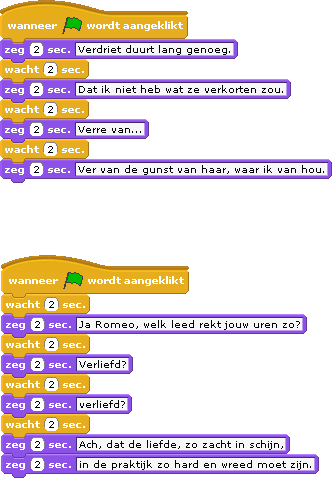 wanneer wordt aangeklikt
zeg 2 sec. Verdriet duurt lang genoeg.
wacht 2 sec.
zeg 2 sec. Dat ik niet heb wat ze verkorten zou.
wacht 2 sec.
zeg 2 sec. Verre van...
wacht 2 sec.
zeg 2 sec. Ver van de gunst van haar, waar ik van hou.
wanneer wordt aangeklikt
wacht 2 sec.
zeg 2 sec. Ja Romeo, welk leed rekt jouw uren zo?
wacht 2 sec.
zeg 2 sec. Verliefd?
wacht 2 sec.
zeg 2 sec. verliefd?
wacht 2 sec.
zeg 2 sec. Ach, dat de liefde, zo zacht in schijn,
zeg 2 sec. in de praktijk zo hard en wreed moet zijn.